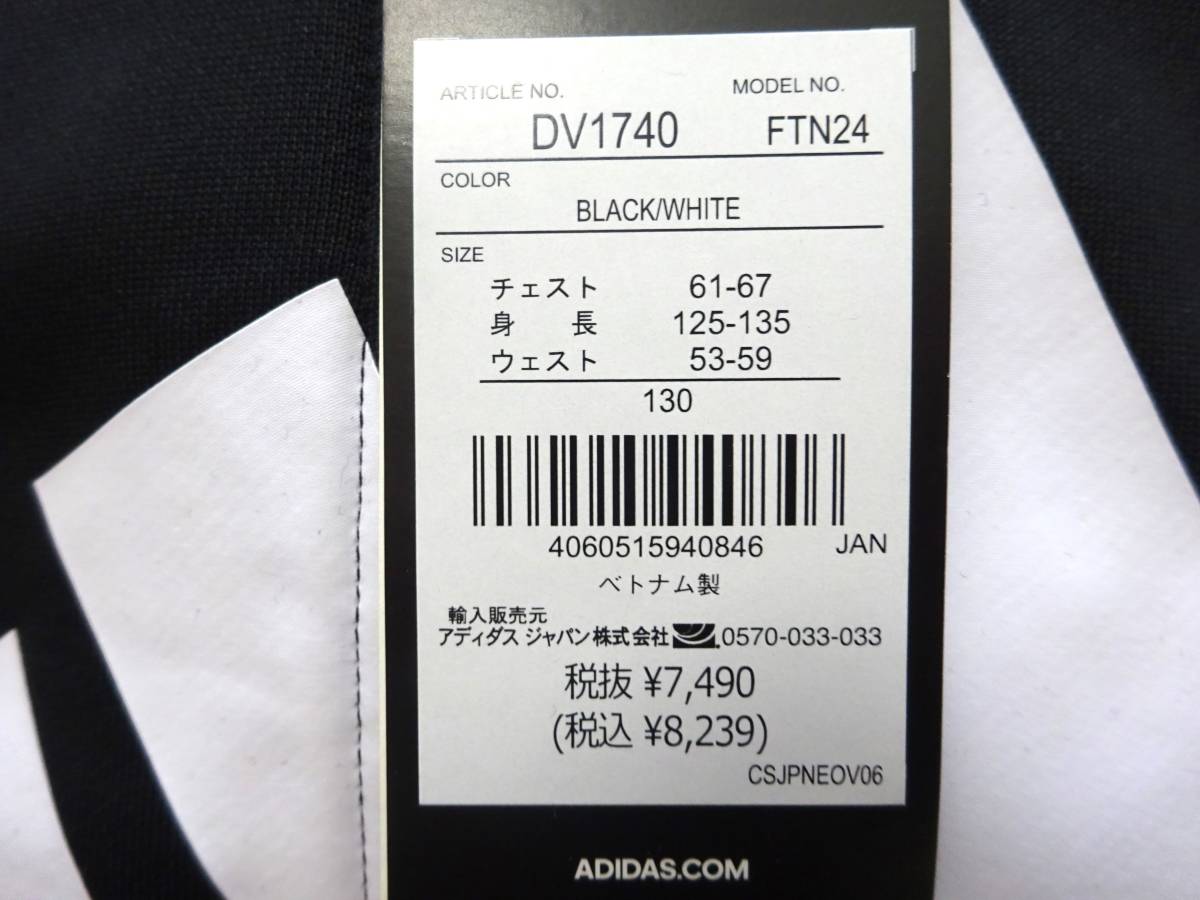 ARTICLE NO. MODEL NO.
DV1740 FTN24
COLOR
BLACK/WHITE
SIZE
チェスト 61-67
身 長 125-135
ウェスト 53-59
130
4060515940846 JAN
ベトナム製
輸入販売元
アディダス ジャパン株式会社 0570-033-033
税抜 ¥7,490
(税込 ¥8,239)
CSJPNEOV06
ADIDAS.COM